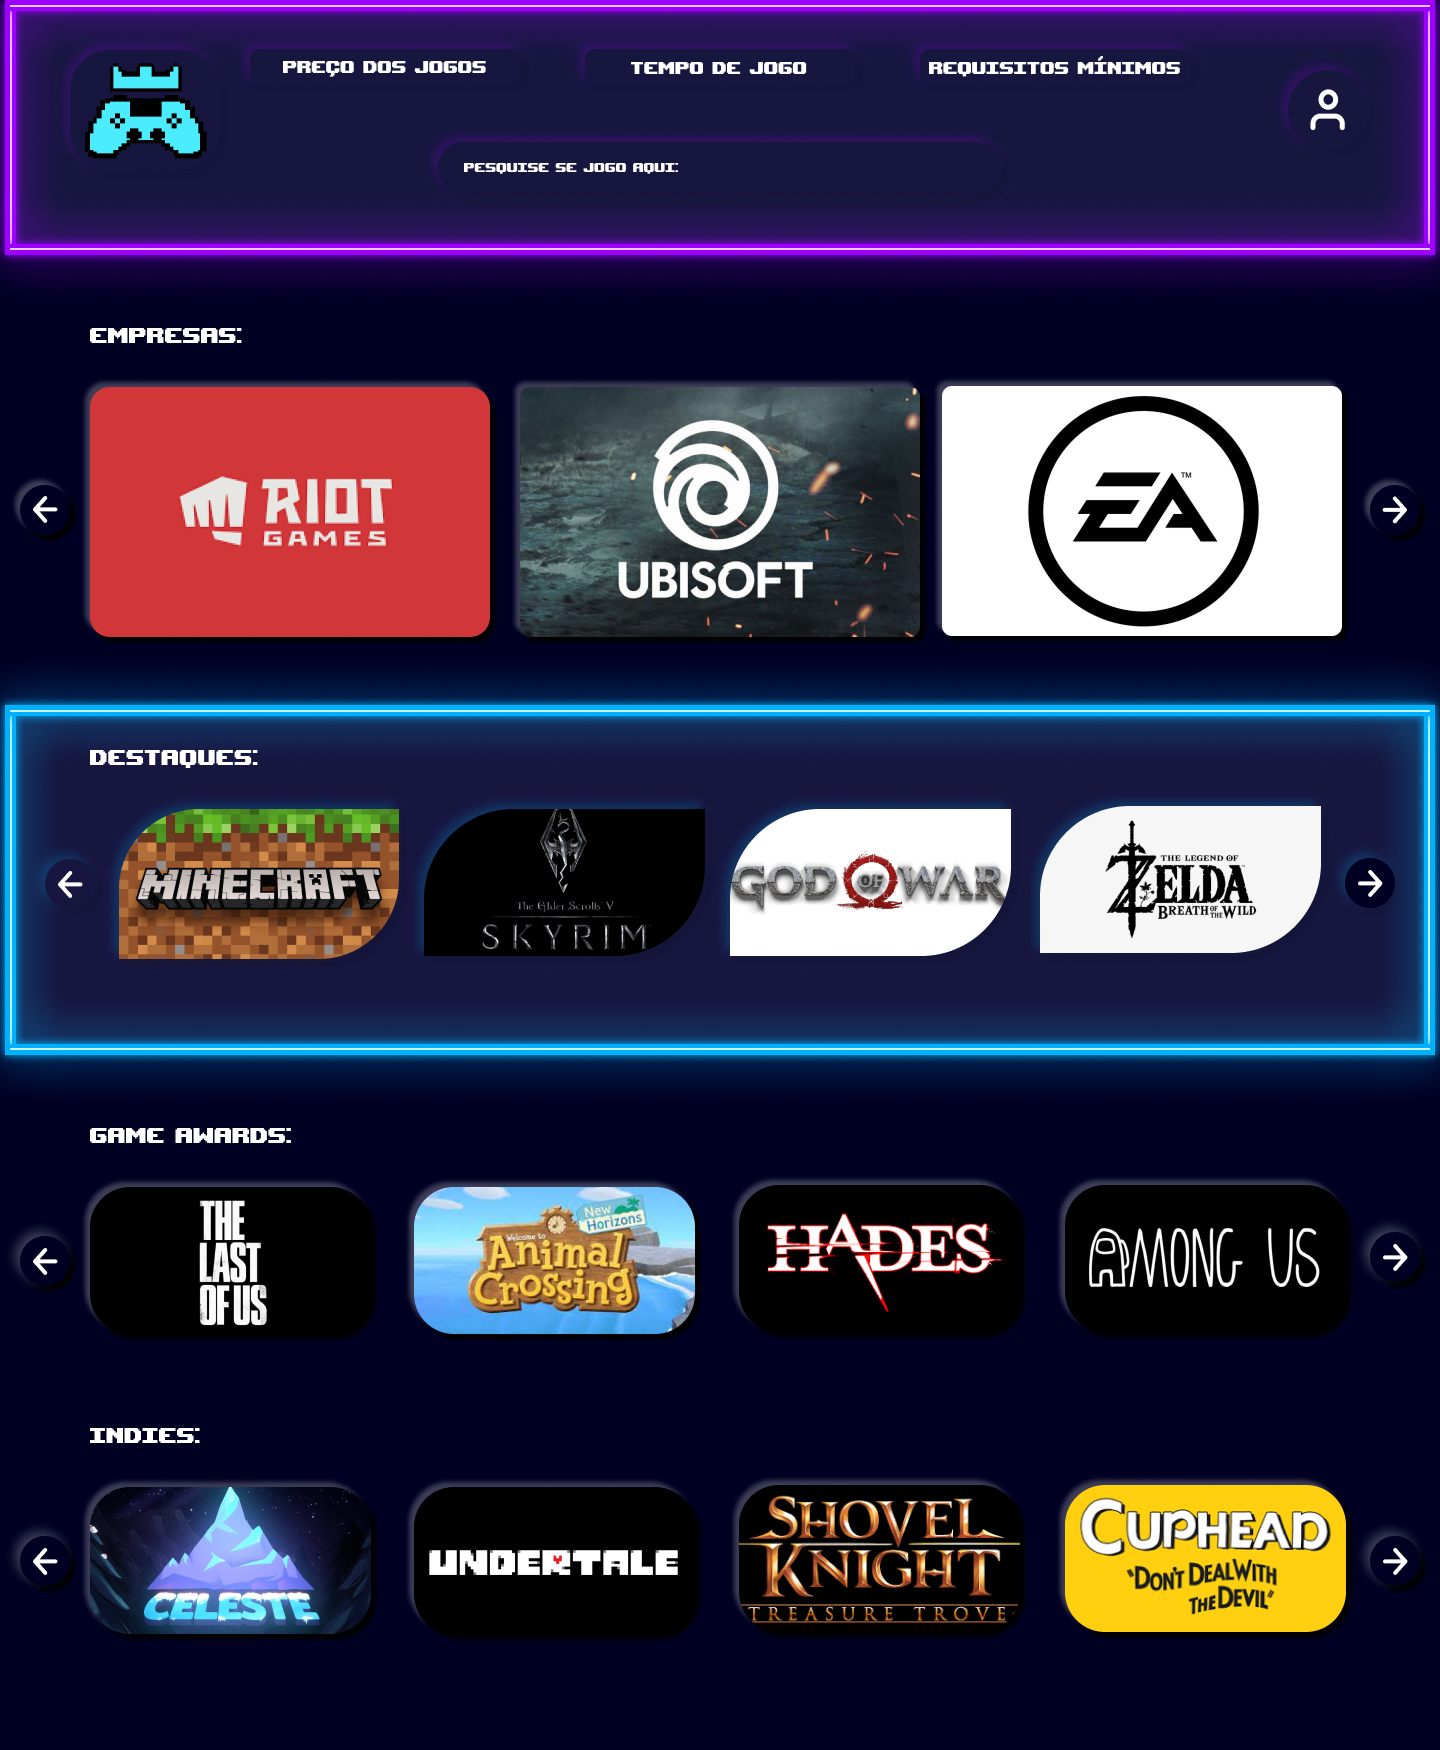 PREÇO DOS JOGOS
TEMPO DE JOGO
REQUISITOS MÍNIMOS
PESQUISE SE JOGO AQUI:
EMPRESAS:
RIOT
GAMES
UBISOFT
EA
™
DESTAQUES:
MINECRAFT
The Elder Scrolls V
SKYRIM
GOD OF WAR
THE LEGEND OF
ZELDA
BREATH OF THE WILD
GAME AWARDS:
THE
LAST
OF US
New
Horizons
Welcome to
Animal
Crossing
HADES
AMONG US
INDIES:
CELESTE
UNDERTALE
SHOVEL
KNIGHT
TREASURE TROVE
CUPHEAD
"DON'T DEAL WITH
THE DEVIL"